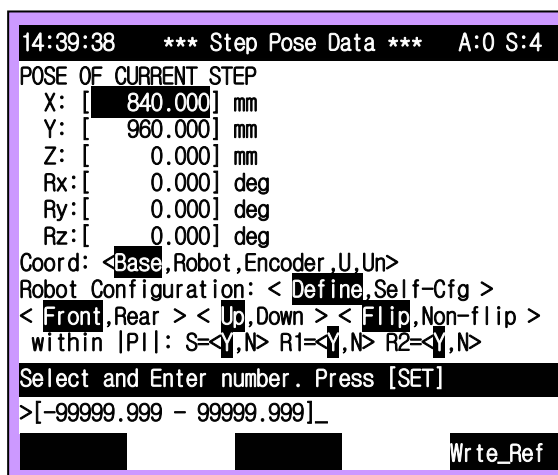 14:39:38 *** Step Pose Data *** A:0 S:4
POSE OF CURRENT STEP
X: [ 840.000] mm
Y: [ 960.000] mm
Z: [ 0.000] mm
Rx:[ 0.000] deg
Ry:[ 0.000] deg
Rz:[ 0.000] deg
Coord: <Base,Robot,Encoder,U,Un>
Robot Configuration: < Define,Self-Cfg >
< Front,Rear > < Up,Down > < Flip,Non-flip >
within |PI|: S=<Y,N> R1=<Y,N> R2=<Y,N>
Select and Enter number. Press [SET]
>[-99999.999 - 99999.999]_
Wrte_Ref